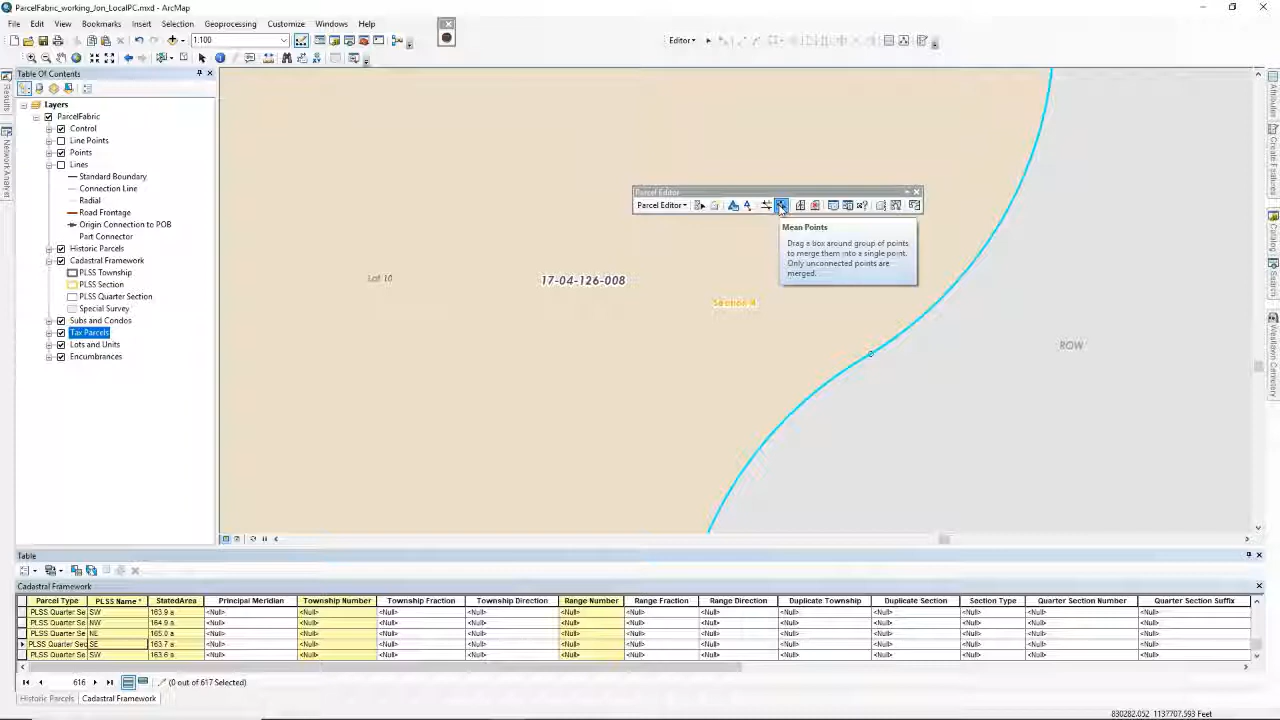 ParcelFabric_working_Jon_LocalPC.mxd - ArcMap
File Edit View Bookmarks Insert Selection Geoprocessing Customize Windows Help
1:100
Editor
Table Of Contents
Layers
ParcelFabric
Control
Line Points
Points
Lines
Standard Boundary
Connection Line
Radial
Road Frontage
Origin Connection to POB
Part Connector
Historic Parcels
Cadastral Framework
PLSS Township
PLSS Section
PLSS Quarter Section
Special Survey
Subs and Condos
Tax Parcels
Lots and Units
Encumbrances
Results
Network Analyst
Parcel Editor
Parcel Editor
Mean Points
Drag a box around group of points
to merge them into a single point.
Only unconnected points are
merged.
Lot 10
17-04-126-008
Section 4
ROW
Attributes
Create Features
Catalog
Search
Westlawn Cemetery
Table
Cadastral Framework
Parcel Type PLSS Name * StatedArea Principal Meridian Township Number Township Fraction Township Direction Range Number Range Fraction Range Direction Duplicate Township Duplicate Section Section Type Quarter Section Number Quarter Section Suffix
PLSS Quarter Se SW 163.9 a <Null> <Null> <Null> <Null> <Null> <Null> <Null> <Null> <Null> <Null> <Null> <Null>
PLSS Quarter Se NW 164.9 a <Null> <Null> <Null> <Null> <Null> <Null> <Null> <Null> <Null> <Null> <Null> <Null>
PLSS Quarter Se NE 165.0 a <Null> <Null> <Null> <Null> <Null> <Null> <Null> <Null> <Null> <Null> <Null> <Null>
PLSS Quarter Sec SE 163.7 a <Null> <Null> <Null> <Null> <Null> <Null> <Null> <Null> <Null> <Null> <Null> <Null>
PLSS Quarter Se SW 163.6 a <Null> <Null> <Null> <Null> <Null> <Null> <Null> <Null> <Null> <Null> <Null> <Null>
616 (0 out of 617 Selected)
Historic Parcels Cadastral Framework
830282.052 1137707.593 Feet